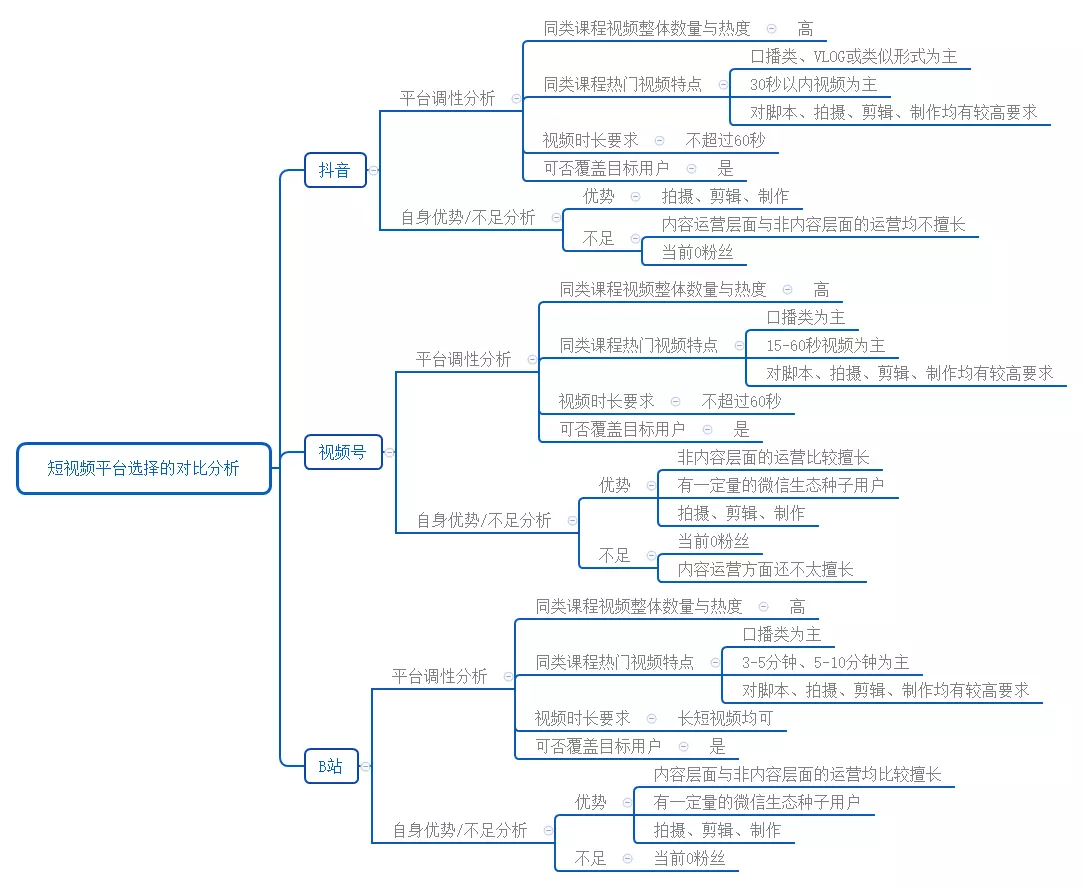 短视频平台选择的对比分析
抖音
平台调性分析
同类课程视频整体数量与热度
高
同类课程热门视频特点
口播类、VLOG或类似形式为主
30秒以内视频为主
对脚本、拍摄、剪辑、制作均有较高要求
视频时长要求
不超过60秒
可否覆盖目标用户
是
自身优势/不足分析
优势
拍摄、剪辑、制作
不足
内容运营层面与非内容层面的运营均不擅长
当前0粉丝
视频号
平台调性分析
同类课程视频整体数量与热度
高
同类课程热门视频特点
口播类为主
15-60秒视频为主
对脚本、拍摄、剪辑、制作均有较高要求
视频时长要求
不超过60秒
可否覆盖目标用户
是
自身优势/不足分析
优势
非内容层面的运营比较擅长
有一定量的微信生态种子用户
拍摄、剪辑、制作
不足
当前0粉丝
内容运营方面还不太擅长
B站
平台调性分析
同类课程视频整体数量与热度
高
同类课程热门视频特点
口播类为主
3-5分钟、5-10分钟为主
对脚本、拍摄、剪辑、制作均有较高要求
视频时长要求
长短视频均可
可否覆盖目标用户
是
自身优势/不足分析
优势
内容层面与非内容层面的运营均比较擅长
有一定量的微信生态种子用户
拍摄、剪辑、制作
不足
当前0粉丝